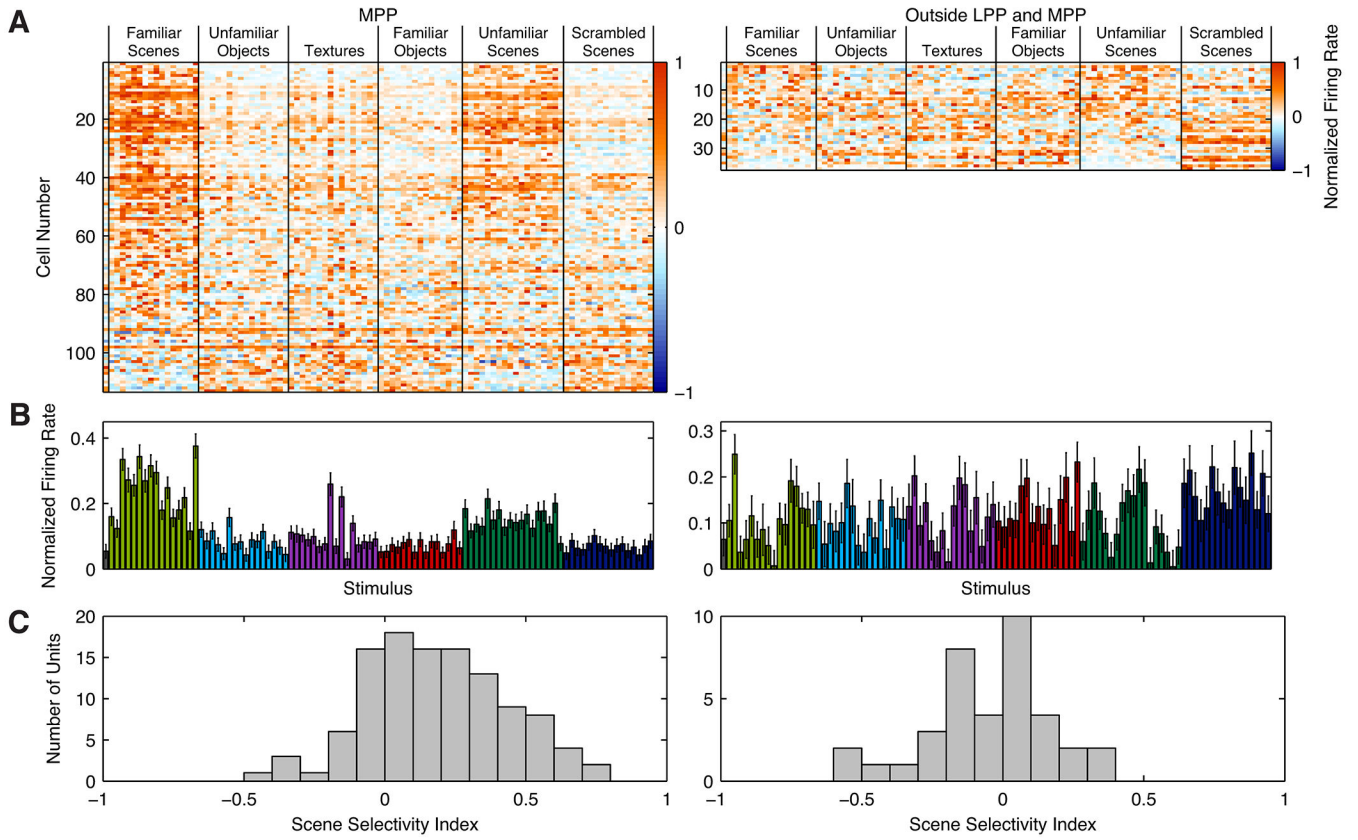 A
MPP
Familiar Scenes
Unfamiliar Objects
Textures
Familiar Objects
Unfamiliar Scenes
Scrambled Scenes
Cell Number
20
40
60
80
100
1
0
−1
Outside LPP and MPP
Familiar Scenes
Unfamiliar Objects
Textures
Familiar Objects
Unfamiliar Scenes
Scrambled Scenes
10
20
30
1
0
−1
Normalized Firing Rate
B
Normalized Firing Rate
0.4
0.2
0
Stimulus
0.3
0.2
0.1
0
Stimulus
C
Number of Units
20
15
10
5
0
−1
−0.5
0
0.5
1
Scene Selectivity Index
10
5
0
−1
−0.5
0
0.5
1
Scene Selectivity Index